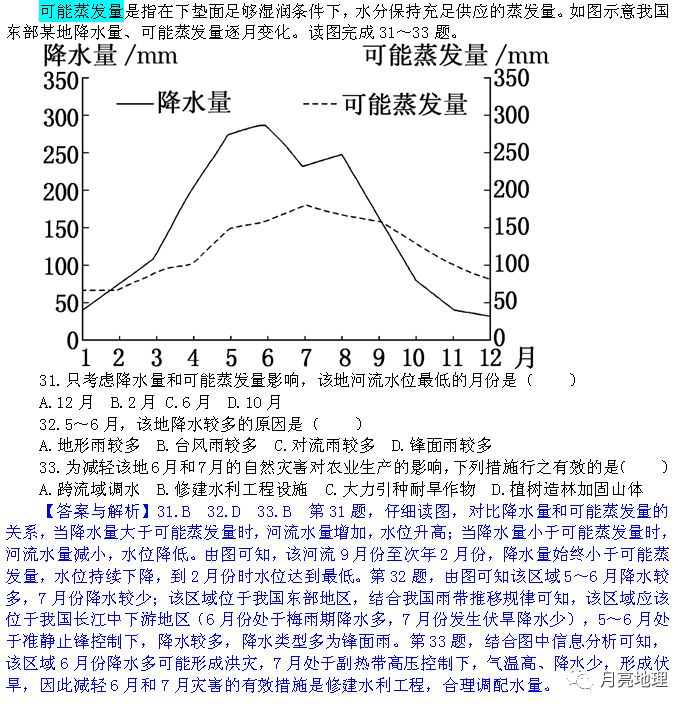 可能蒸发量是指在下垫面足够湿润条件下，水分保持充足供应的蒸发量。如图示意我国
东部某地降水量、可能蒸发量逐月变化。读图完成31～33题。
降水量/mm 可能蒸发量/mm
350 350
300 降水量 可能蒸发量 300
250 250
200 200
150 150
100 100
50 50
0 0
1 2 3 4 5 6 7 8 9 10 11 12 月
31.只考虑降水量和可能蒸发量影响，该地河流水位最低的月份是（ ）
A.12月 B.2月 C.6月 D.10月
32.5～6月，该地降水较多的原因是（ ）
A.地形雨较多 B.台风雨较多 C.对流雨较多 D.锋面雨较多
33.为减轻该地6月和7月的自然灾害对农业生产的影响，下列措施行之有效的是（ ）
A.跨流域调水 B.修建水利工程设施 C.大力引种耐旱作物 D.植树造林加固山体
【答案与解析】31.B 32.D 33.B 第31题，仔细读图，对比降水量和可能蒸发量的
关系，当降水量大于可能蒸发量时，河流水量增加，水位升高；当降水量小于可能蒸发量时，
河流水量减小，水位降低。由图可知，该河流9月份至次年2月份，降水量始终小于可能蒸
发量，水位持续下降，到2月份时水位达到最低。第32题，由图可知该区域5～6月降水较
多，7月份降水较少；该区域位于我国东部地区，结合我国雨带推移规律可知，该区域应该
位于我国长江中下游地区（6月份处于梅雨期降水多，7月份发生伏旱降水少），5～6月处
于准静止锋控制下，降水较多，降水类型多为锋面雨。第33题，结合图中信息分析可知，
该区域6月份降水多可能形成洪灾，7月处于副热带高压控制下，气温高、降水少，形成伏
旱，因此减轻6月和7月灾害的有效措施是修建水利工程，合理调配水量。
月亮地理